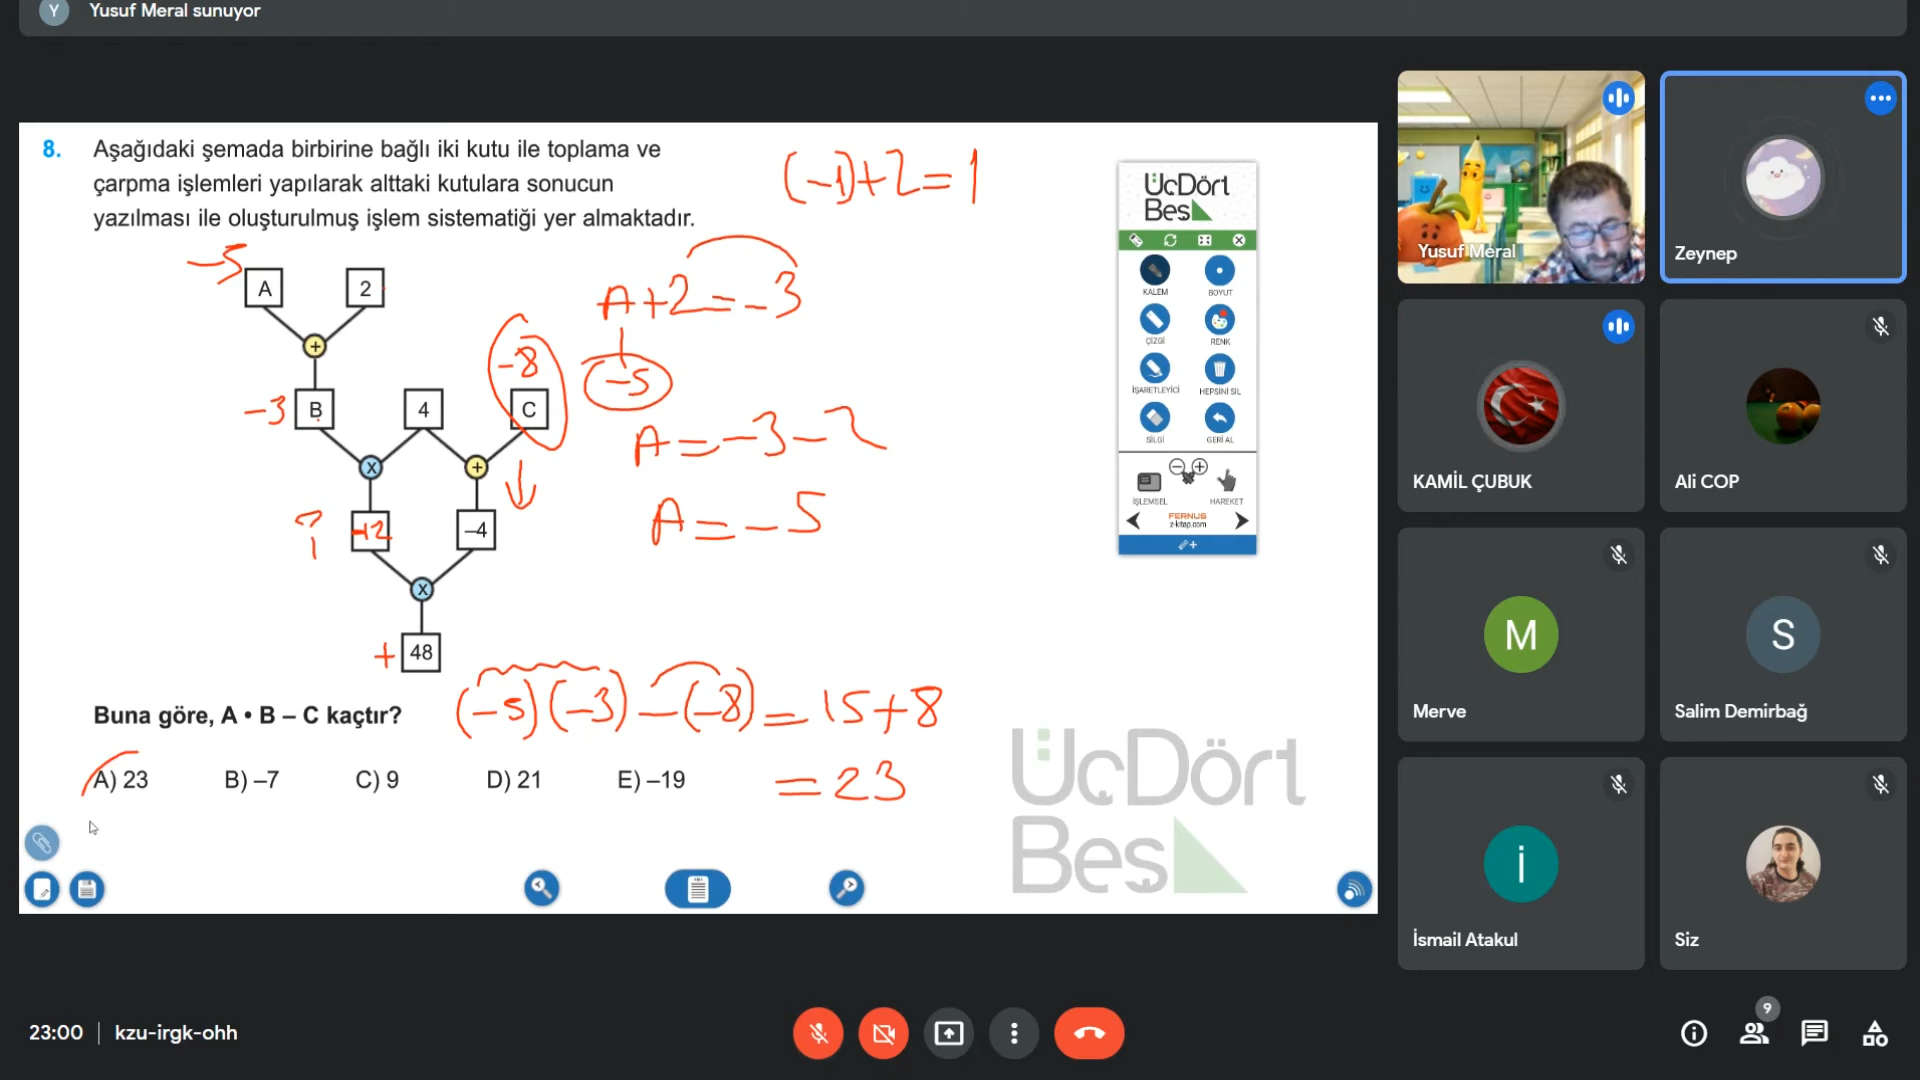 Y Yusuf Meral sunuyor
8. Aşağıdaki şemada birbirine bağlı iki kutu ile toplama ve
çarpma işlemleri yapılarak alttaki kutulara sonucun
yazılması ile oluşturulmuş işlem sistematiği yer almaktadır.
(-1)+2=1
-5
A 2
+
A+2=-3
-8
-5
-3 B 4 C
A=-3-2
x +
A=-5
? -12 -4
x
+ 48
Buna göre, A • B – C kaçtır?
(-5)(-3)-(-8)=15+8
=23
A) 23 B) –7 C) 9 D) 21 E) –19
ÜçDört
Beş
KALEM BOYUT
ÇİZGİ RENK
İŞARETLEYİCİ HEPSİNİ SİL
SİLGİ GERİ AL
İŞLEMSEL HAREKET
FERNUS
z-kitap.com
ÜçDört
Beş
Yusuf Meral
Zeynep
KAMİL ÇUBUK
Ali COP
M
Merve
S
Salim Demirbağ
i
İsmail Atakul
Siz
23:00 | kzu-irgk-ohh
9